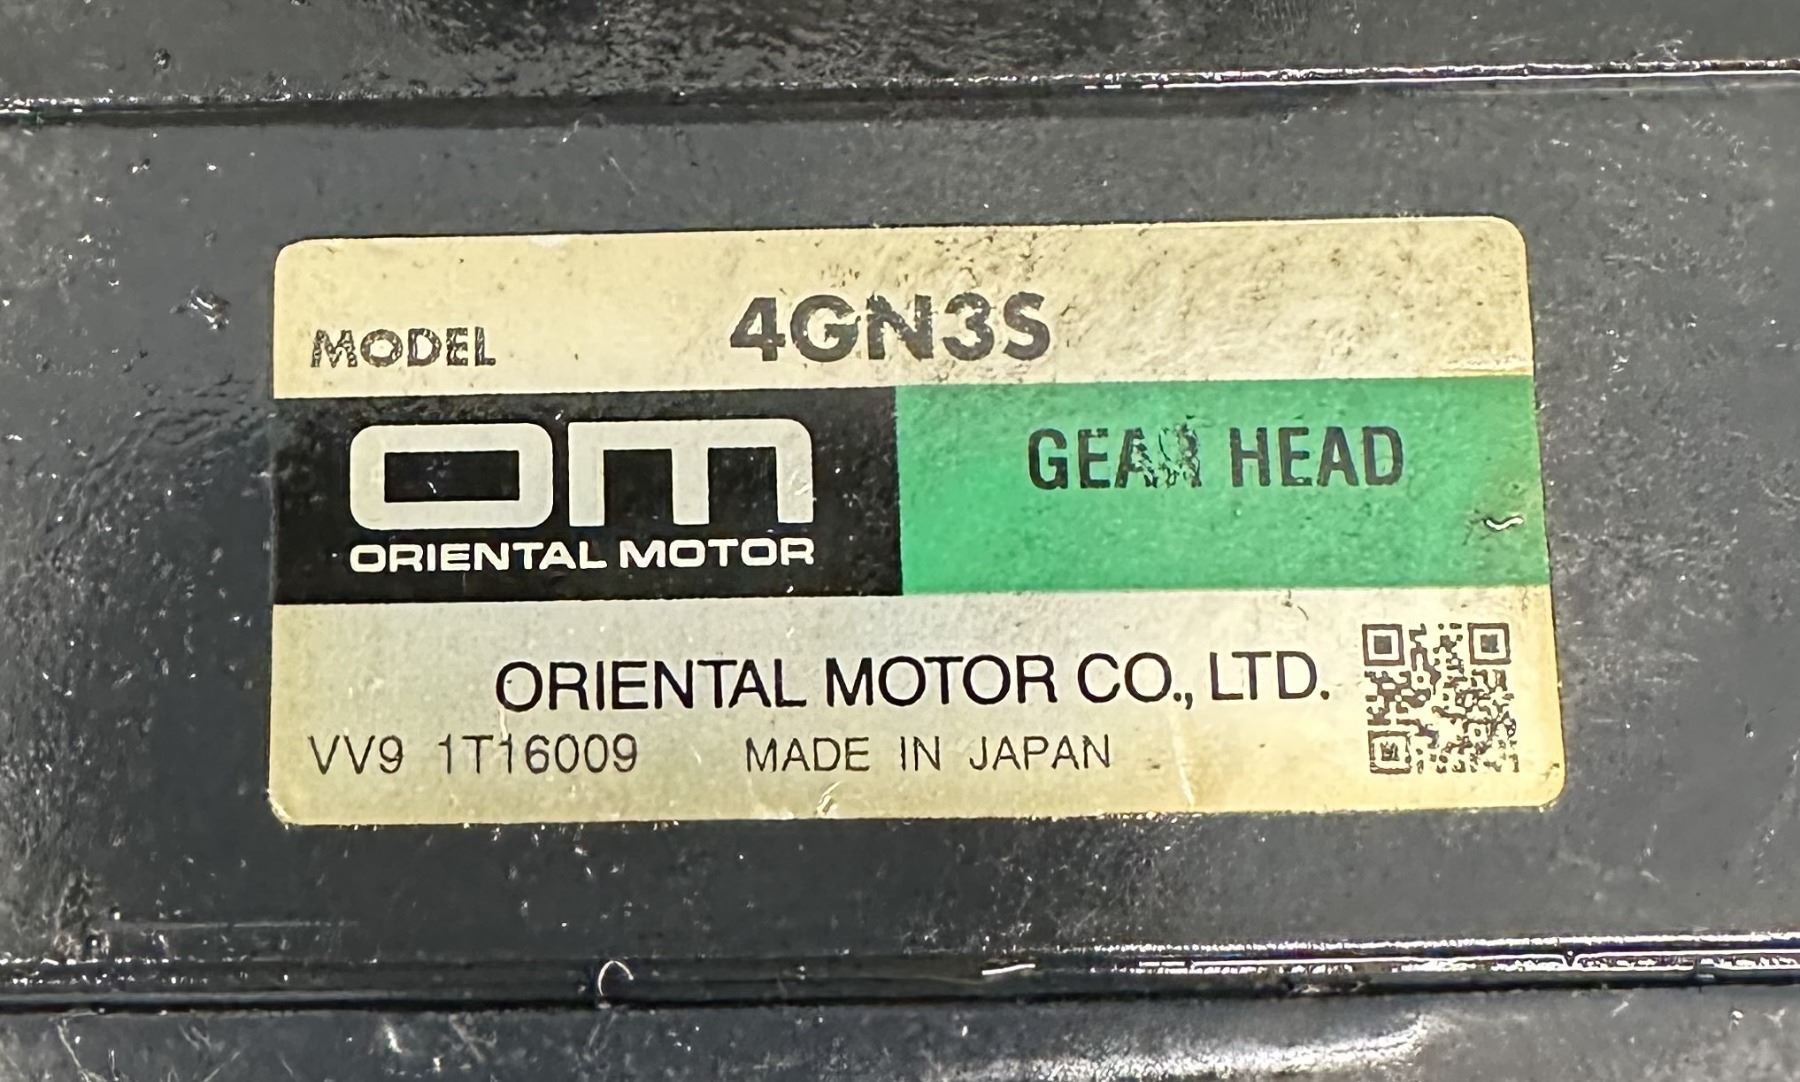 MODEL 4GN3S
om
ORIENTAL MOTOR
GEAR HEAD
ORIENTAL MOTOR CO., LTD.
VV9 1T16009 MADE IN JAPAN